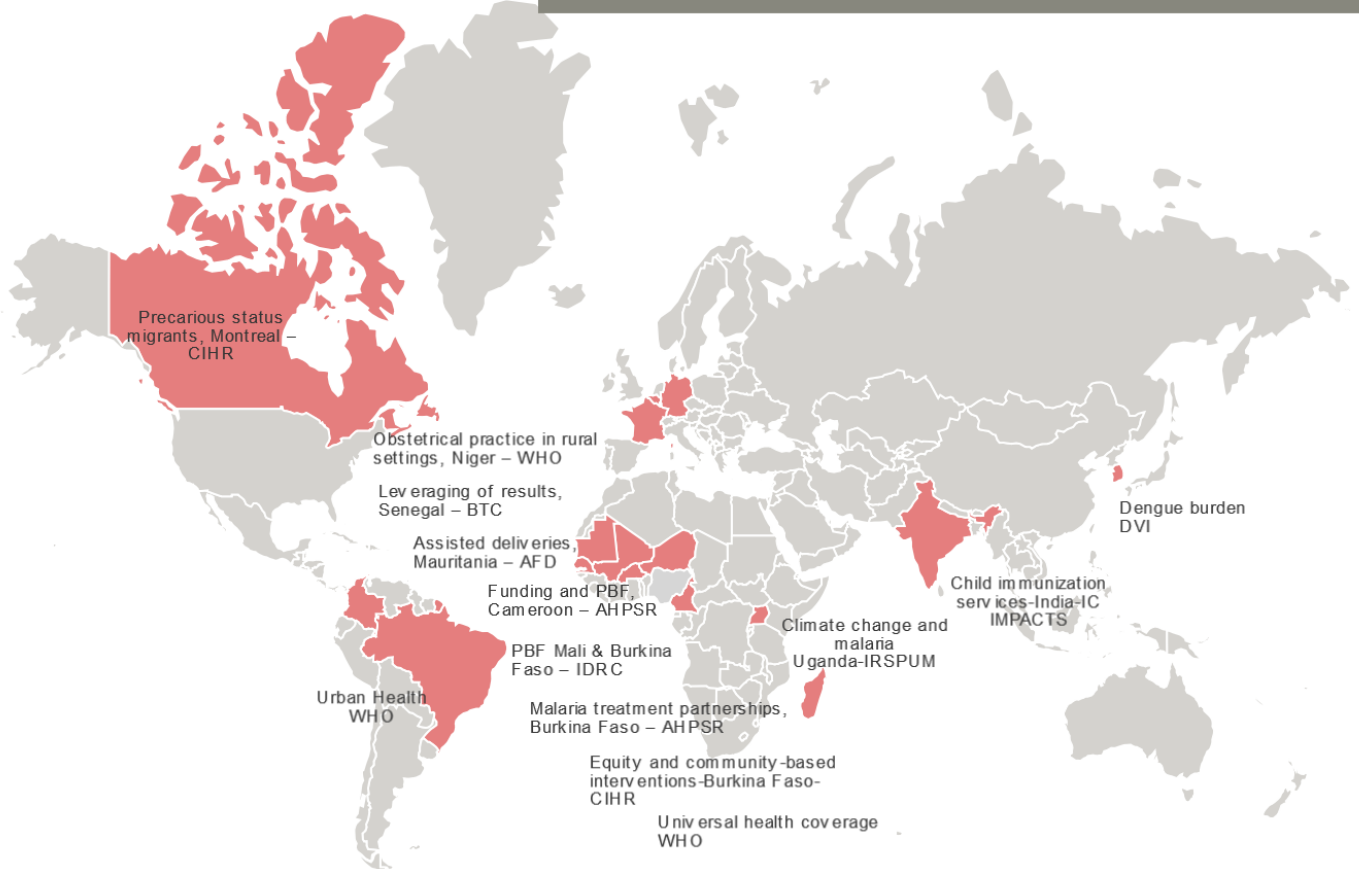 Precarious status
migrants, Montreal –
CIHR
Obstetrical practice in rural
settings, Niger – WHO
Leveraging of results,
Senegal – BTC
Assisted deliveries,
Mauritania – AFD
Funding and PBF,
Cameroon – AHPSR
PBF Mali & Burkina
Faso – IDRC
Urban Health
WHO
Malaria treatment partnerships,
Burkina Faso – AHPSR
Equity and community-based
interventions-Burkina Faso-
CIHR
Universal health coverage
WHO
Climate change and
malaria
Uganda-IRSPUM
Child immunization
services-India-IC
IMPACTS
Dengue burden
DVI